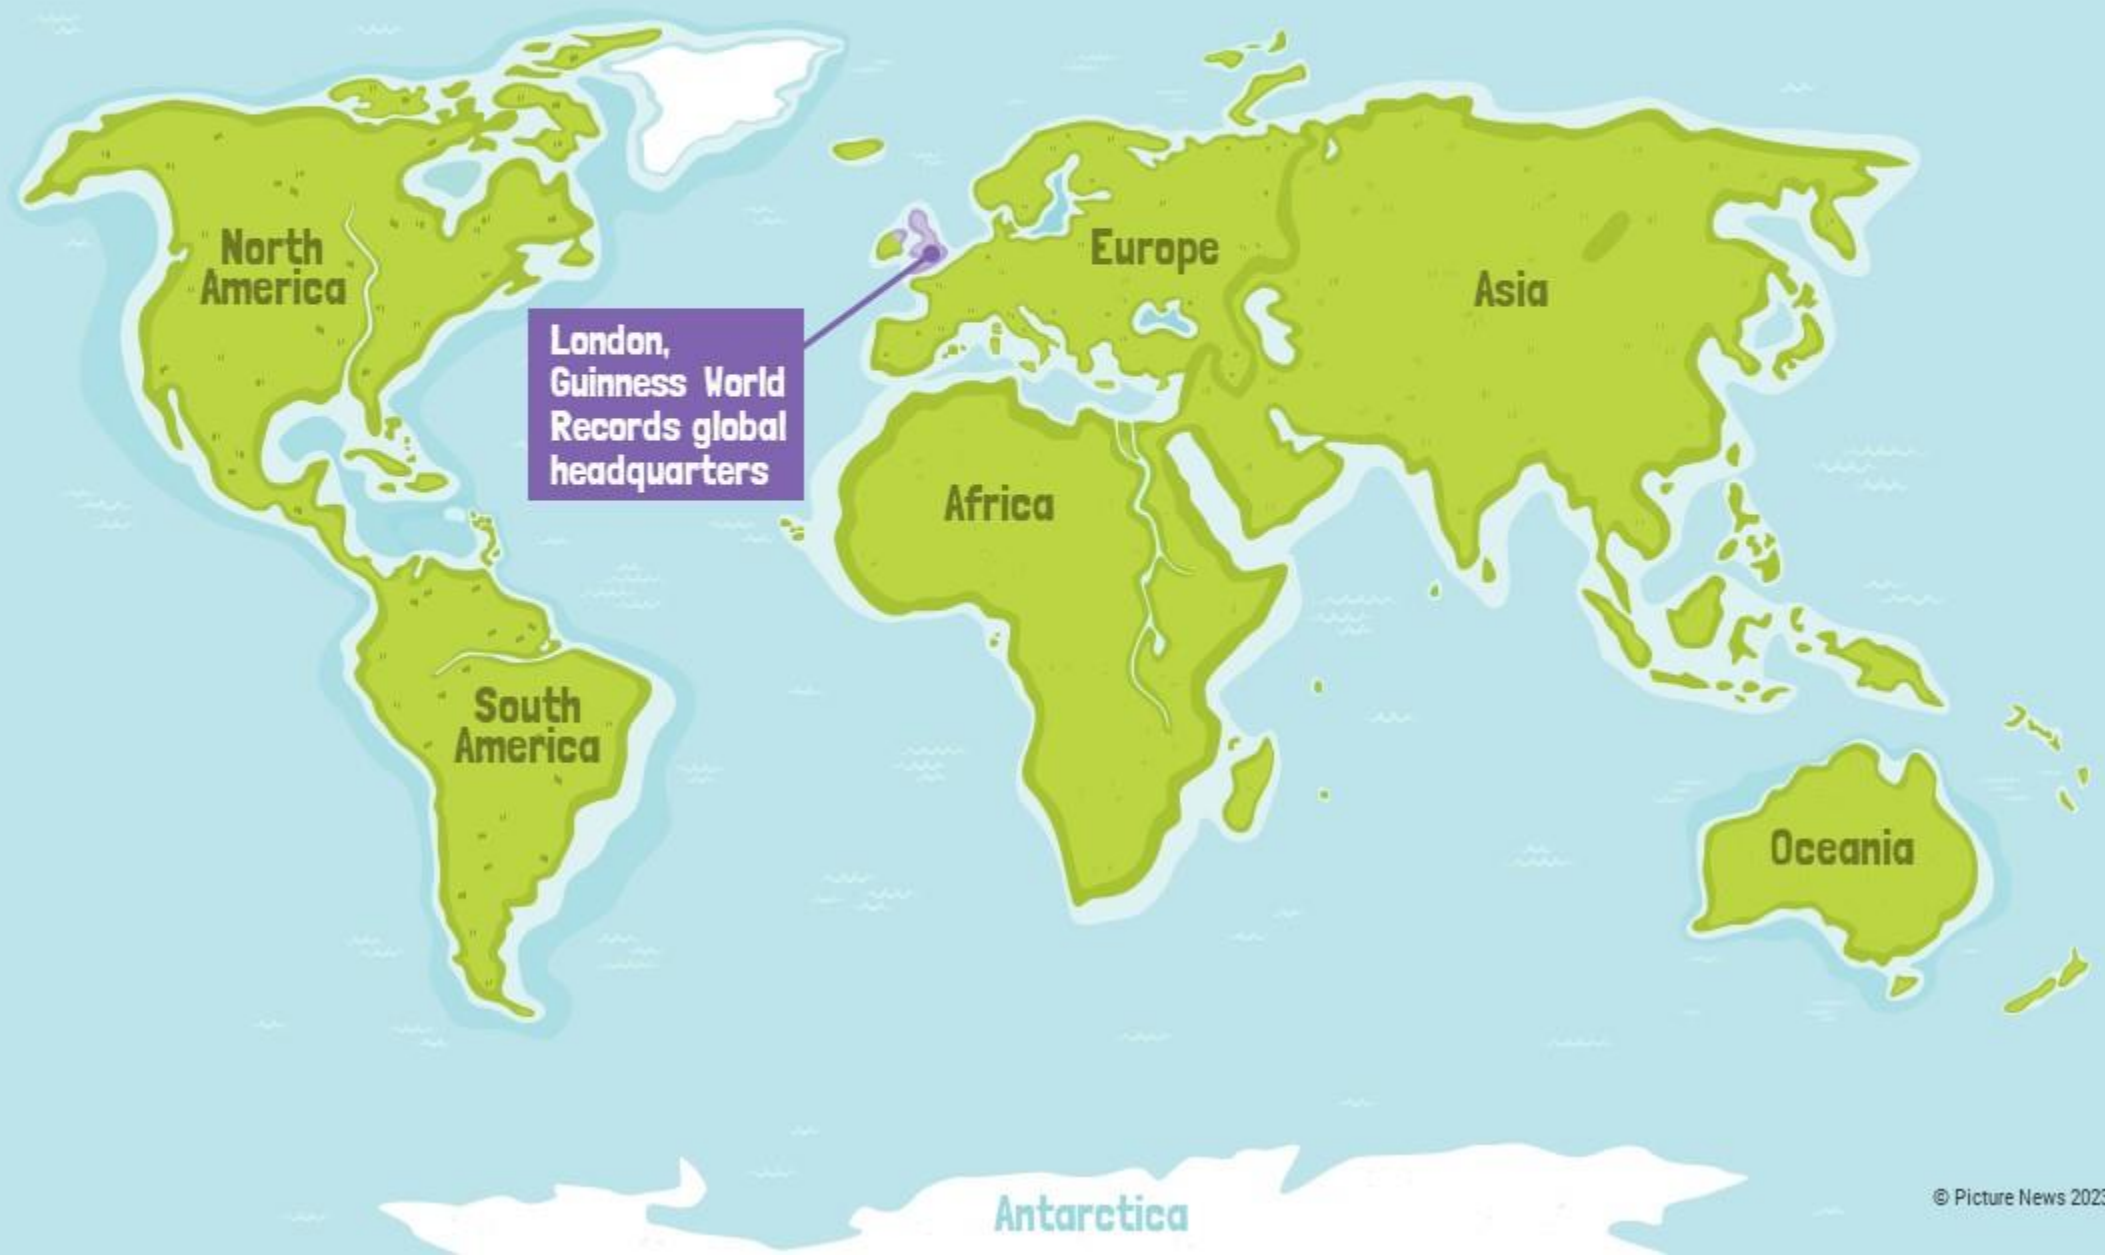 North
America
Europe
Asia
London,
Guinness World
Records global
headquarters
Africa
South
America
Oceania
Antarctica
© Picture News 2023